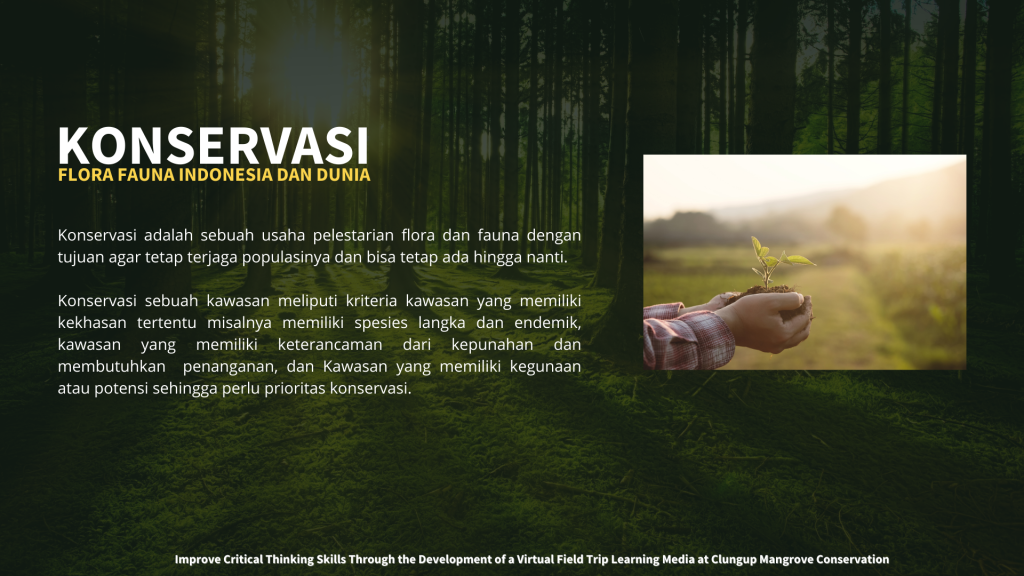 KONSERVASI
FLORA FAUNA INDONESIA DAN DUNIA
Konservasi adalah sebuah usaha pelestarian flora dan fauna dengan
tujuan agar tetap terjaga populasinya dan bisa tetap ada hingga nanti.
Konservasi sebuah kawasan meliputi kriteria kawasan yang memiliki
kekhasan tertentu misalnya memiliki spesies langka dan endemik,
kawasan yang memiliki keterancaman dari kepunahan dan
membutuhkan penanganan, dan Kawasan yang memiliki kegunaan
atau potensi sehingga perlu prioritas konservasi.
Improve Critical Thinking Skills Through the Development of a Virtual Field Trip Learning Media at Clungup Mangrove Conservation